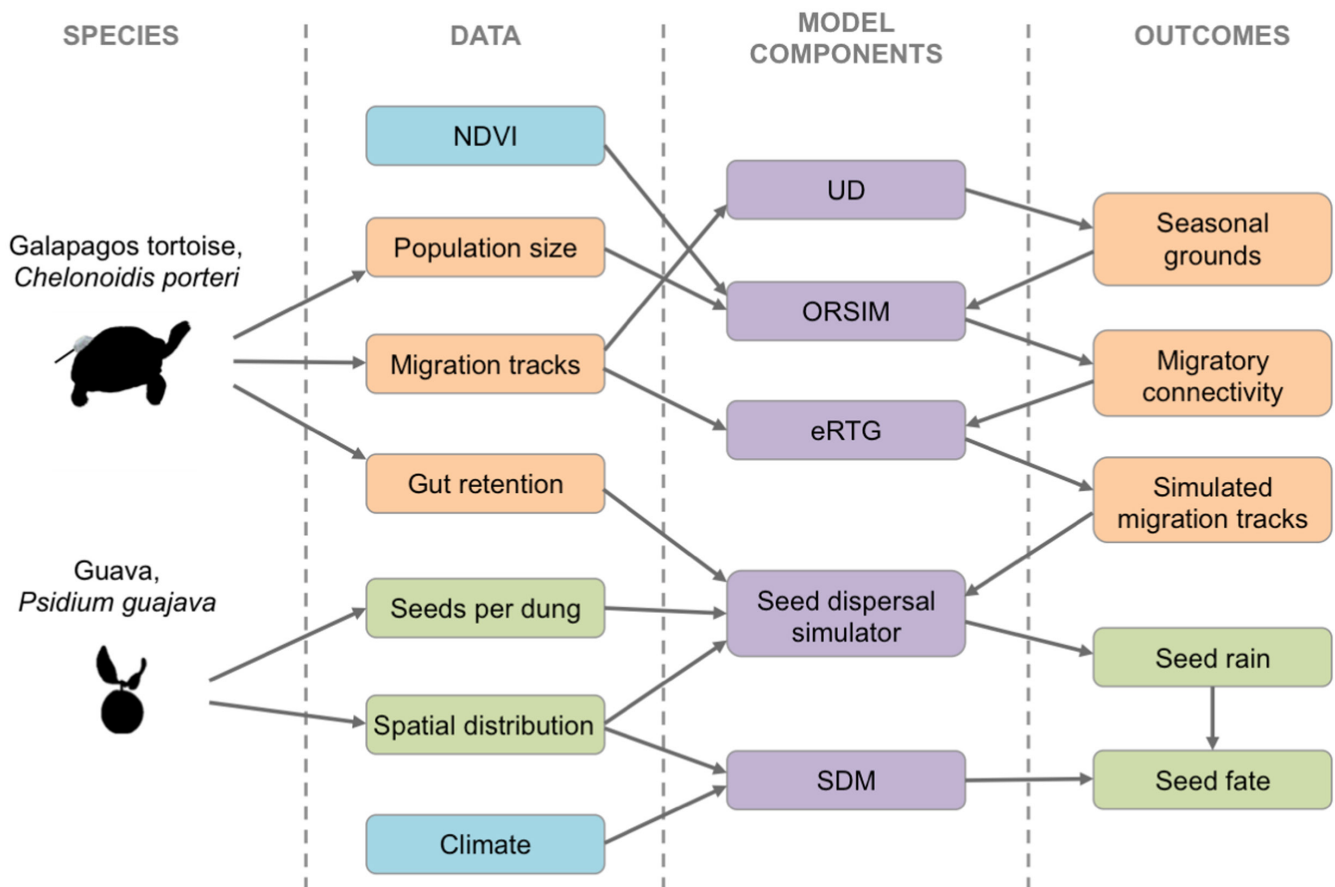 SPECIES
DATA
MODEL
COMPONENTS
OUTCOMES
Galapagos tortoise,
Chelonoidis porteri
Guava,
Psidium guajava
NDVI
Population size
Migration tracks
Gut retention
Seeds per dung
Spatial distribution
Climate
UD
ORSIM
eRTG
Seed dispersal
simulator
SDM
Seasonal
grounds
Migratory
connectivity
Simulated
migration tracks
Seed rain
Seed fate